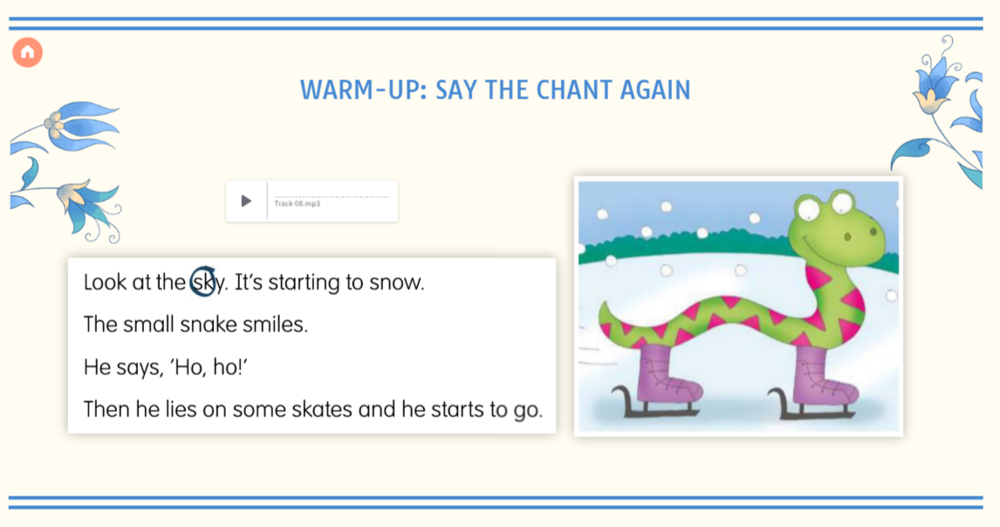 WARM-UP: SAY THE CHANT AGAIN
Track 08.mp3
Look at the sky. It's starting to snow.
The small snake smiles.
He says, 'Ho, ho!'
Then he lies on some skates and he starts to go.